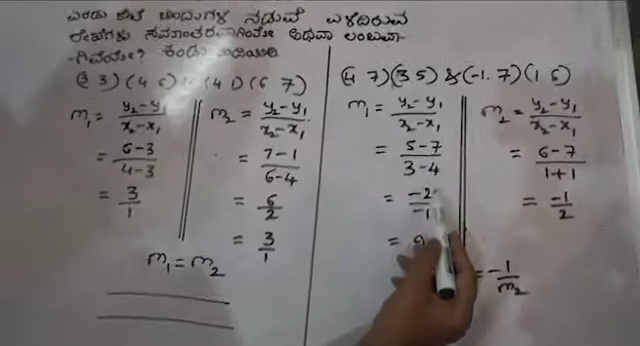 ಎರಡು ಜೊತೆ ಬಿಂದುಗಳ ನಡುವೆ ಎಳೆದಿರುವ
ರೇಖೆಗಳು ಸಮಾಂತರವಾಗಿವೆಯೇ ಅಥವಾ ಲಂಬವಾ-
-ಗಿವೆಯೇ? ಕಂಡು ಹಿಡಿಯಿರಿ
(3 3) (4 6) (4 1) (6 7)
m₁ = y₂-y₁/x₂-x₁
= 6-3/4-3
= 3/1
m₂ = y₂-y₁/x₂-x₁
= 7-1/6-4
= 6/2
= 3/1
m₁ = m₂
(4 7) (3 5) & (-1. 7) (1 6)
m₁ = y₂-y₁/x₂-x₁
= 5-7/3-4
= -2/-1
=
m₂ = y₂-y₁/x₂-x₁
= 6-7/1+1
= -1/2
= -1/m₂